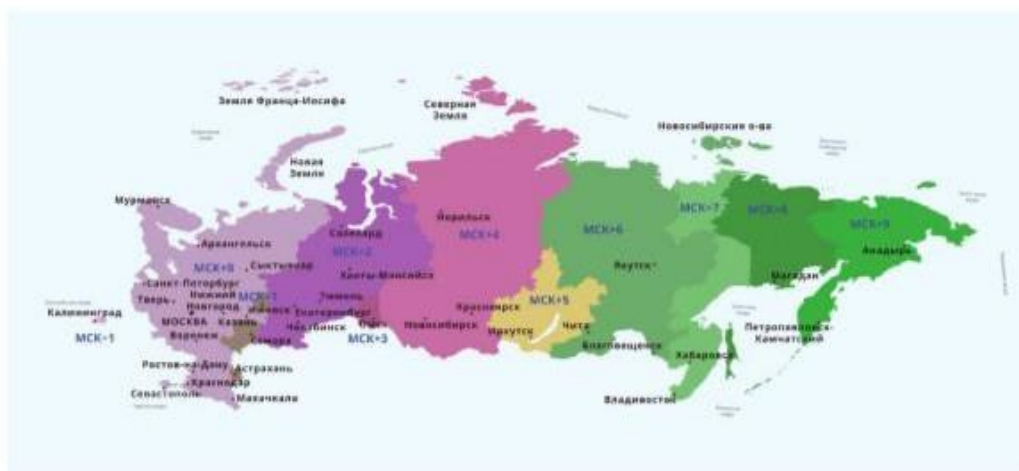 Земля Франца-Иосифа
Северная
Земля
Новосибирские о-ва
Новая
Земля
Мурманск
Норильск
МСК+4
МСК+6
МСК+7
МСК+8
МСК+9
Анадырь
Архангельск
Салехард
МСК+2
МСК+0
Сыктывкар
Ханты-Мансийск
Якутск
Магадан
Санкт-Петербург
Тверь
Нижний
Новгород
МСК+1
Ижевск
Тюмень
Екатеринбург
МСК+5
Калининград
МСК-1
МОСКВА
Казань
Челябинск
Омск
МСК+3
Новосибирск
Красноярск
Иркутск
Чита
Петропавловск-
Камчатский
Воронеж
Самара
Благовещенск
Хабаровск
Ростов-на-Дону
Астрахань
Краснодар
Севастополь
Махачкала
Владивосток